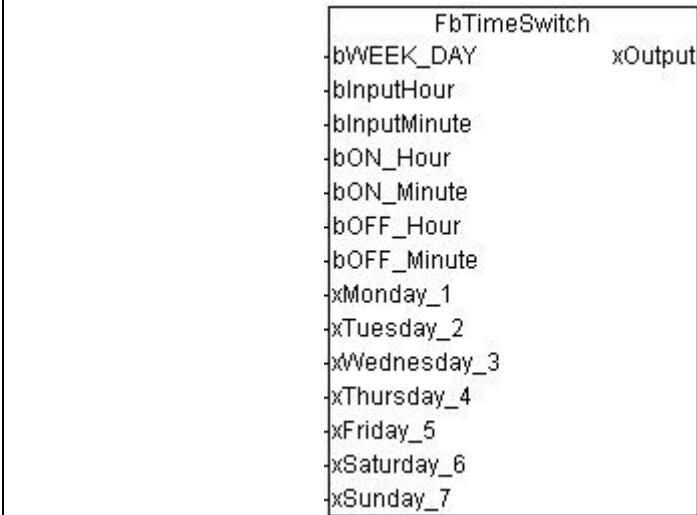 FbTimeSwitch
bWEEK_DAY xOutput
bInputHour
bInputMinute
bON_Hour
bON_Minute
bOFF_Hour
bOFF_Minute
xMonday_1
xTuesday_2
xWednesday_3
xThursday_4
xFriday_5
xSaturday_6
xSunday_7